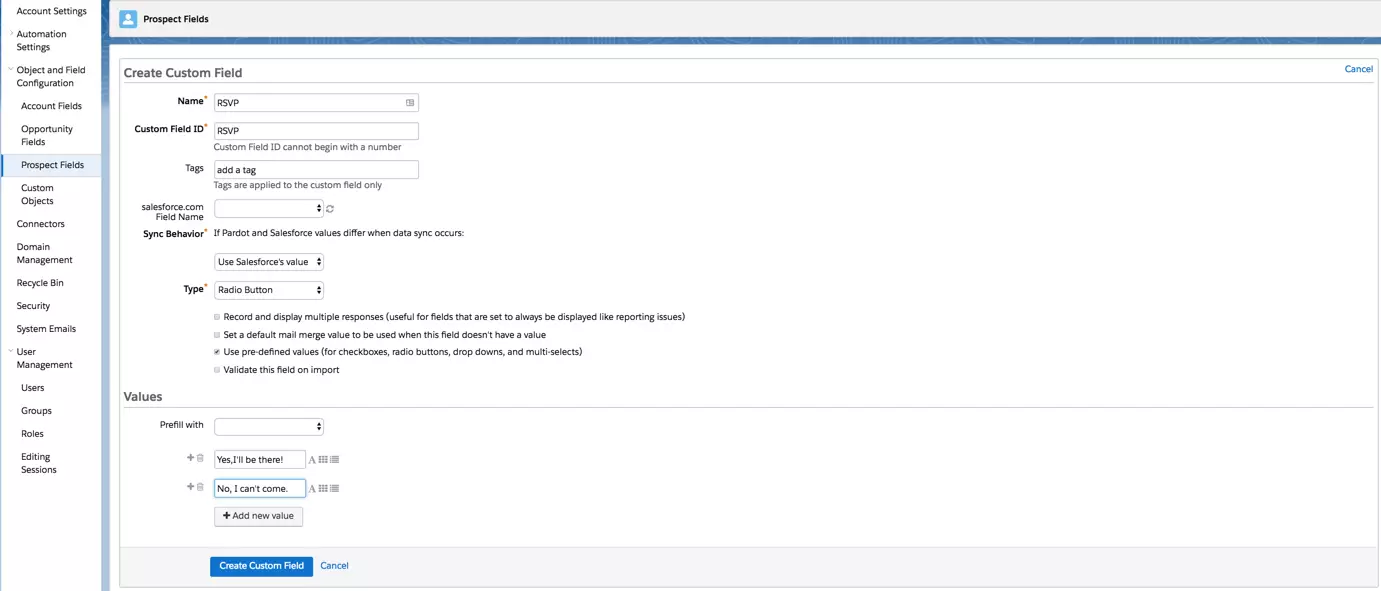 Account Settings
Automation
Settings
Object and Field
Configuration
Account Fields
Opportunity
Fields
Prospect Fields
Custom
Objects
Connectors
Domain
Management
Recycle Bin
Security
System Emails
User
Management
Users
Groups
Roles
Editing
Sessions
Prospect Fields
Create Custom Field
Cancel
Name* RSVP
Custom Field ID* RSVP
Custom Field ID cannot begin with a number
Tags add a tag
Tags are applied to the custom field only
salesforce.com
Field Name
Sync Behavior* If Pardot and Salesforce values differ when data sync occurs:
Use Salesforce's value
Type* Radio Button
Record and display multiple responses (useful for fields that are set to always be displayed like reporting issues)
Set a default mail merge value to be used when this field doesn't have a value
Use pre-defined values (for checkboxes, radio buttons, drop downs, and multi-selects)
Validate this field on import
Values
Prefill with
Yes,I'll be there! A
No, I can't come. A
+ Add new value
Create Custom Field Cancel